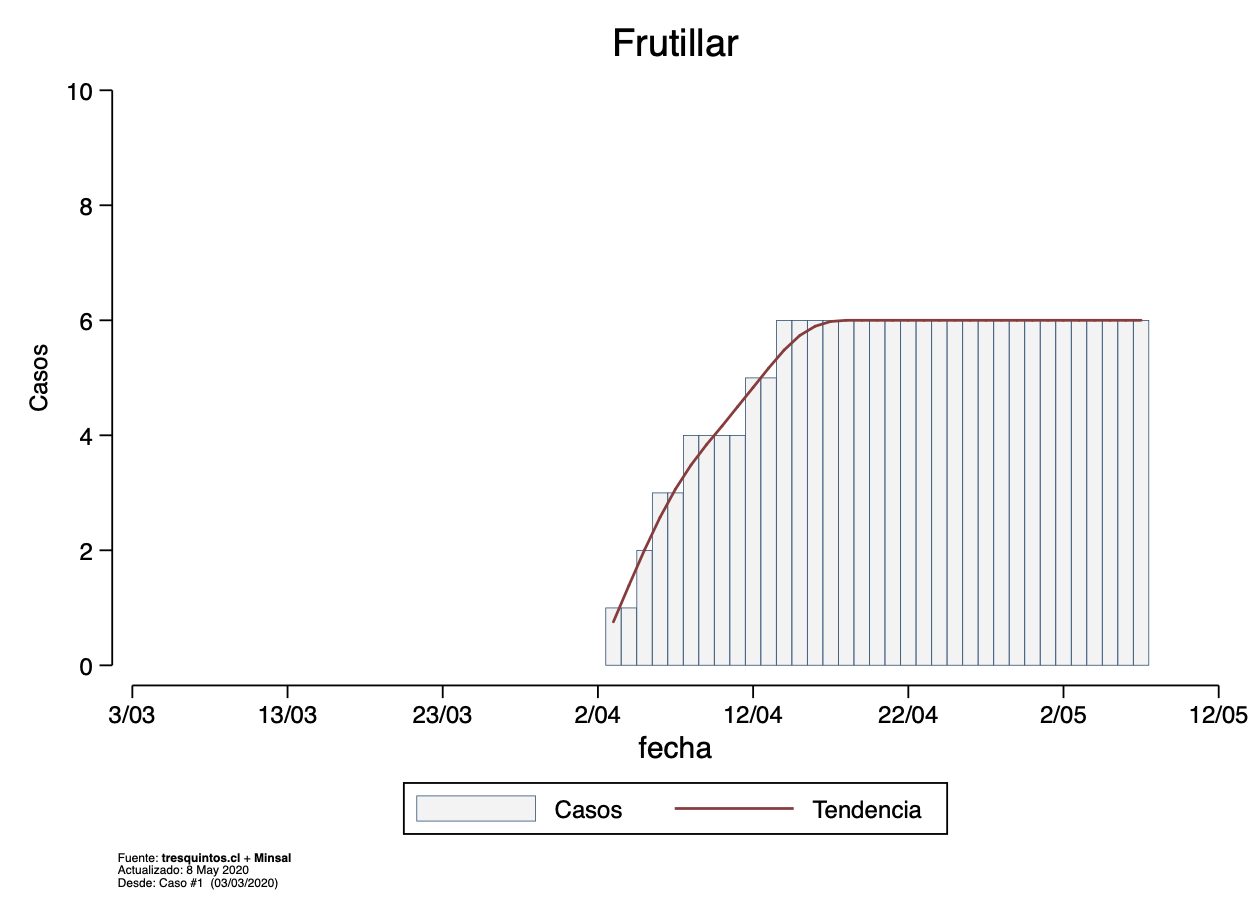 Frutillar
10
8
6
4
2
0
Casos
3/03 13/03 23/03 2/04 12/04 22/04 2/05 12/05
fecha
Casos Tendencia
Fuente: tresquintos.cl + Minsal
Actualizado: 8 May 2020
Desde: Caso #1 (03/03/2020)